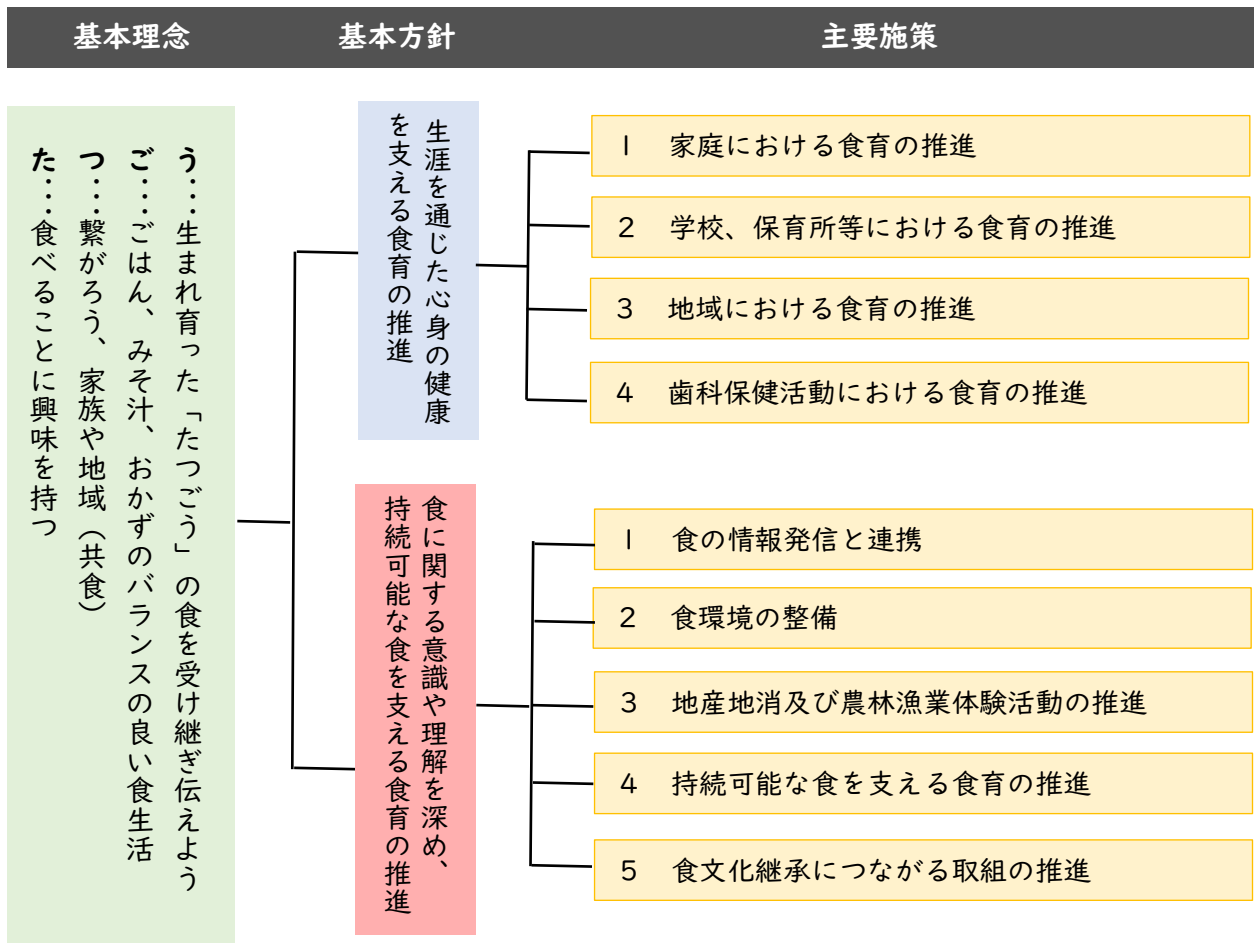 基本理念
基本方針
主要施策
う・・・・生まれ育った「たつごう」の食を受け継ぎ伝えよう
ご・・・・ごはん、みそ汁、おかずのバランスの良い食生活
つ・・・・繋がろう、家族や地域（共食）
た・・・・食べることに興味を持つ
生涯を通じた心身の健康
を支える食育の推進
1 家庭における食育の推進
2 学校、保育所等における食育の推進
3 地域における食育の推進
4 歯科保健活動における食育の推進
食に関する意識や理解を深め、
持続可能な食を支える食育の推進
1 食の情報発信と連携
2 食環境の整備
3 地産地消及び農林漁業体験活動の推進
4 持続可能な食を支える食育の推進
5 食文化継承につながる取組の推進